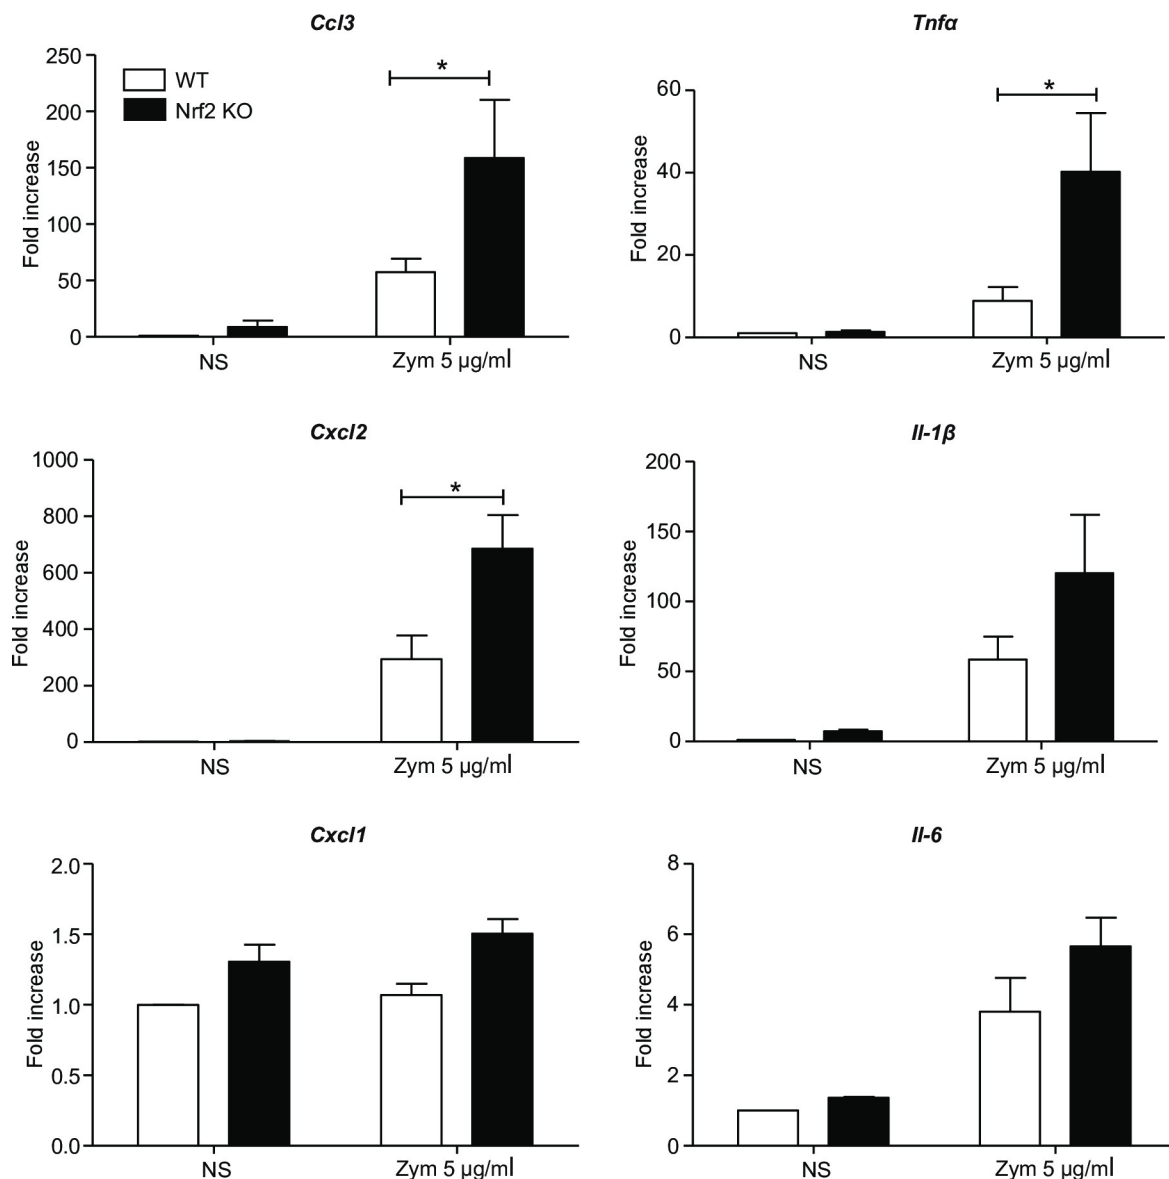 Ccl3
250
200
150
100
50
0
Fold increase
WT
Nrf2 KO
*
NS
Zym 5 µg/ml
Tnfα
60
40
20
0
Fold increase
*
NS
Zym 5 µg/ml
Cxcl2
1000
800
600
400
200
0
Fold increase
*
NS
Zym 5 µg/ml
Il-1β
200
150
100
50
0
Fold increase
NS
Zym 5 µg/ml
Cxcl1
2.0
1.5
1.0
0.5
0.0
Fold increase
NS
Zym 5 µg/ml
Il-6
8
6
4
2
0
Fold increase
NS
Zym 5 µg/ml